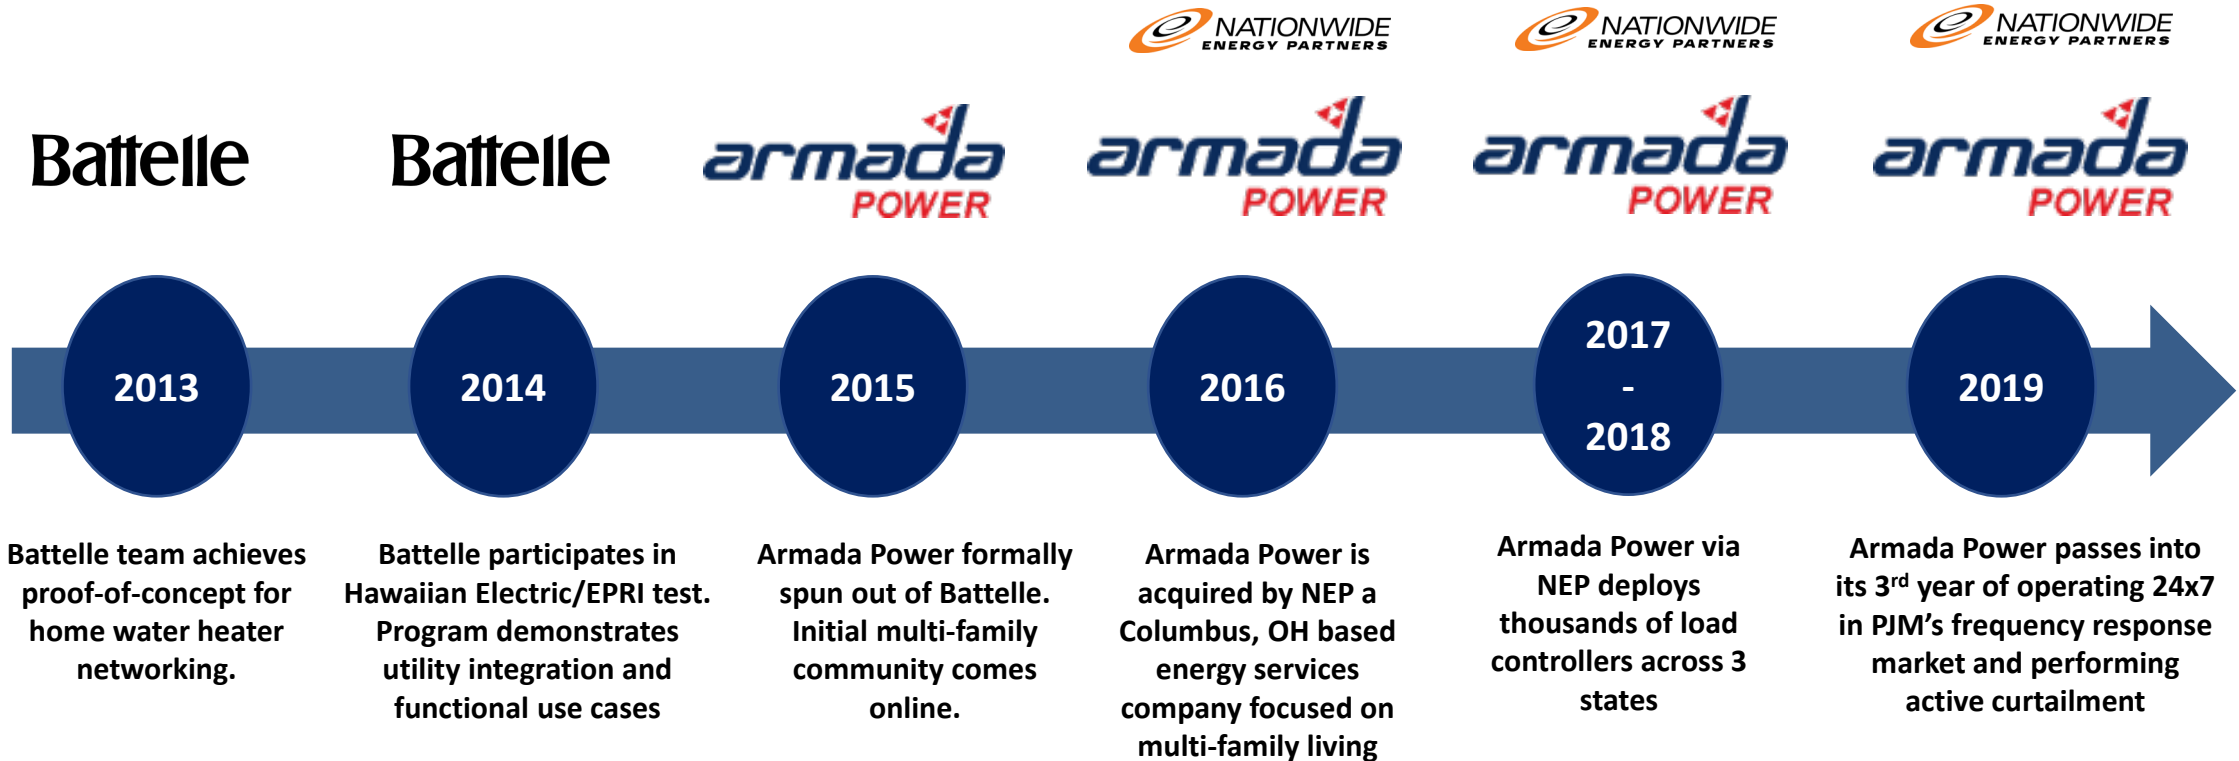 NATIONWIDE
ENERGY PARTNERS
NATIONWIDE
ENERGY PARTNERS
NATIONWIDE
ENERGY PARTNERS
Battelle
Battelle
armada
POWER
armada
POWER
armada
POWER
armada
POWER
2013
2014
2015
2016
2017
-
2018
2019
Battelle team achieves
proof-of-concept for
home water heater
networking.
Battelle participates in
Hawaiian Electric/EPRI test.
Program demonstrates
utility integration and
functional use cases
Armada Power formally
spun out of Battelle.
Initial multi-family
community comes
online.
Armada Power is
acquired by NEP a
Columbus, OH based
energy services
company focused on
multi-family living
Armada Power via
NEP deploys
thousands of load
controllers across 3
states
Armada Power passes into
its 3rd year of operating 24x7
in PJM’s frequency response
market and performing
active curtailment